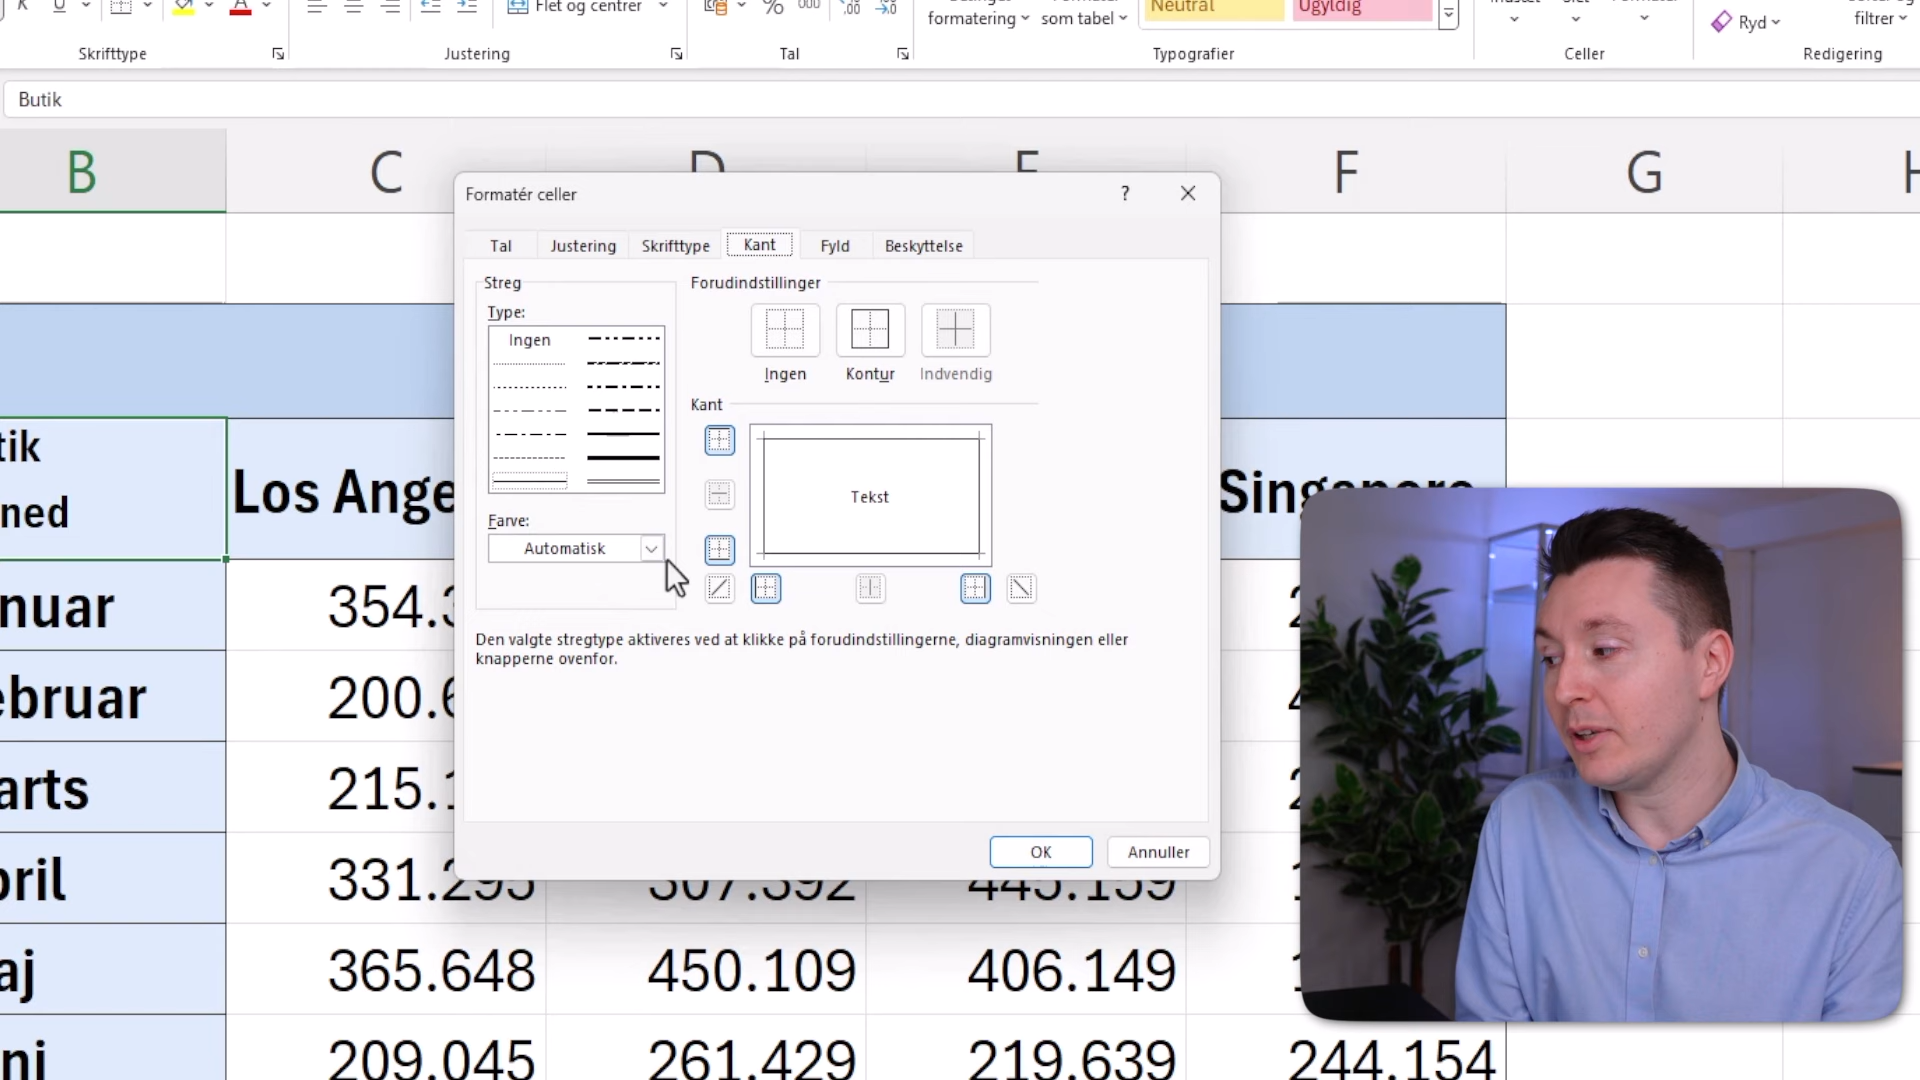 Flet og centrer
%
000
formatering
som tabel
Neutral
Ugyldig
Ryd
filtrer
Skrifttype
Justering
Tal
Typografier
Celler
Redigering
Butik
B
C
D
E
F
G
H
Formatér celler
?
Tal
Justering
Skrifttype
Kant
Fyld
Beskyttelse
Streg
Type:
Ingen
Farve:
Automatisk
Forudindstillinger
Ingen
Kontur
Indvendig
Kant
Tekst
Den valgte stregtype aktiveres ved at klikke på forudindstillingerne, diagramvisningen eller
knapperne ovenfor.
OK
Annuller
tik
ned
Los Ange
Singapore
nuar
354.3
ebruar
200.6
arts
215.1
pril
331.295
307.392
445.159
aj
365.648
450.109
406.149
ni
209.045
261.429
219.639
244.154